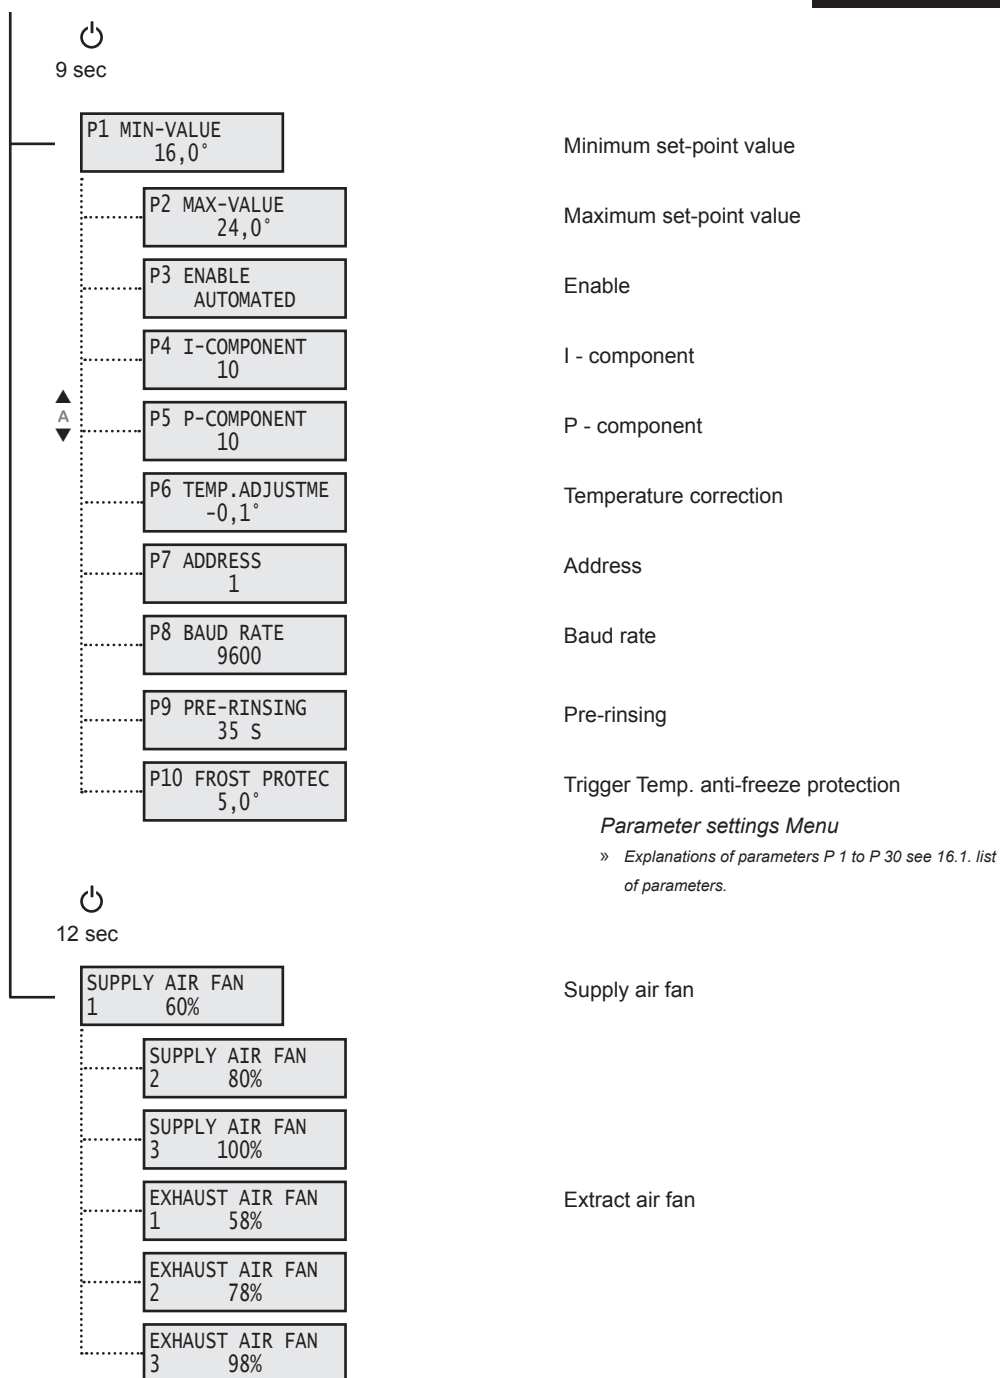 9 sec
P1 MIN-VALUE
16,0°
Minimum set-point value
P2 MAX-VALUE
24,0°
Maximum set-point value
P3 ENABLE
AUTOMATED
Enable
P4 I-COMPONENT
10
I - component
A
P5 P-COMPONENT
10
P - component
P6 TEMP.ADJUSTME
-0,1°
Temperature correction
P7 ADDRESS
1
Address
P8 BAUD RATE
9600
Baud rate
P9 PRE-RINSING
35 S
Pre-rinsing
P10 FROST PROTEC
5,0°
Trigger Temp. anti-freeze protection
Parameter settings Menu
» Explanations of parameters P 1 to P 30 see 16.1. list
of parameters.
12 sec
SUPPLY AIR FAN
1 60%
Supply air fan
SUPPLY AIR FAN
2 80%
SUPPLY AIR FAN
3 100%
EXHAUST AIR FAN
1 58%
Extract air fan
EXHAUST AIR FAN
2 78%
EXHAUST AIR FAN
3 98%